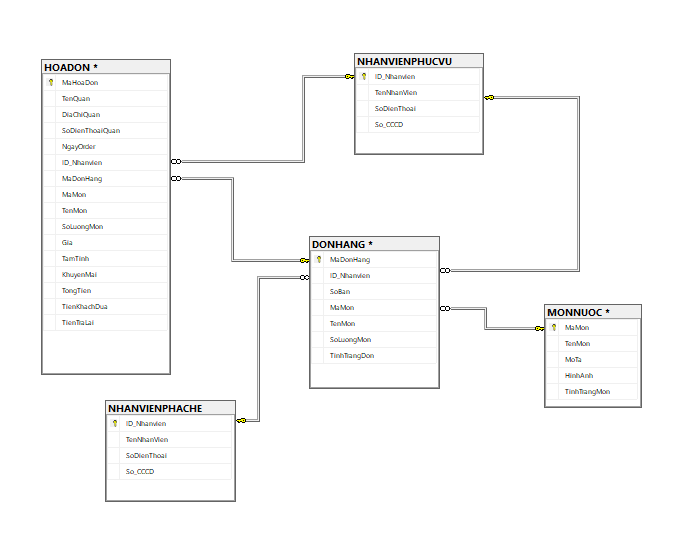 HOADON *
MaHoaDon
TenQuan
DiaChiQuan
SoDienThoaiQuan
NgayOrder
ID_Nhanvien
MaDonHang
MaMon
TenMon
SoLuongMon
Gia
TamTinh
KhuyenMai
TongTien
TienKhachDua
TienTraLai
NHANVIENPHUCVU
ID_Nhanvien
TenNhanVien
SoDienThoai
So_CCCD
DONHANG *
MaDonHang
ID_Nhanvien
SoBan
MaMon
TenMon
SoLuongMon
TinhTrangDon
MONNUOC *
MaMon
TenMon
MoTa
HinhAnh
TinhTrangMon
NHANVIENPHACHE
ID_Nhanvien
TenNhanVien
SoDienThoai
So_CCCD